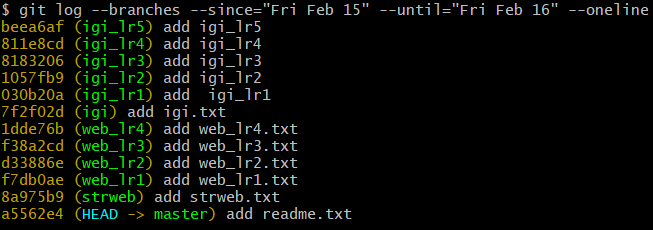 $ git log --branches --since="Fri Feb 15" --until="Fri Feb 16" --oneline
beea6af (igi_lr5) add igi_lr5
811e8cd (igi_lr4) add igi_lr4
8183206 (igi_lr3) add igi_lr3
1057fb9 (igi_lr2) add igi_lr2
030b20a (igi_lr1) add  igi_lr1
7f2f02d (igi) add igi.txt
1dde76b (web_lr4) add web_lr4.txt
f38a2cd (web_lr3) add web_lr3.txt
d33886e (web_lr2) add web_lr2.txt
f7db0ae (web_lr1) add web_lr1.txt
8a975b9 (strweb) add strweb.txt
a5562e4 (HEAD -> master) add readme.txt